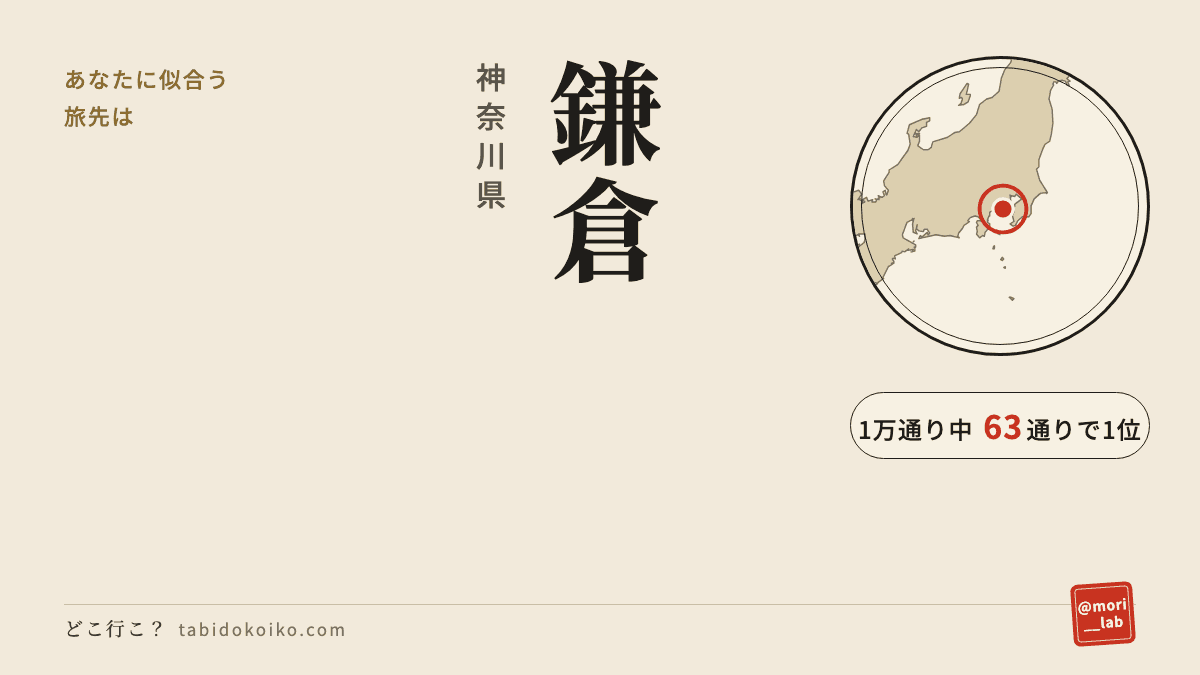 あなたに似合う
旅先は
鎌倉
神奈川県
1万通り中 63通りで1位
どこ行こ？ tabidokoiko.com
@mori
__lab